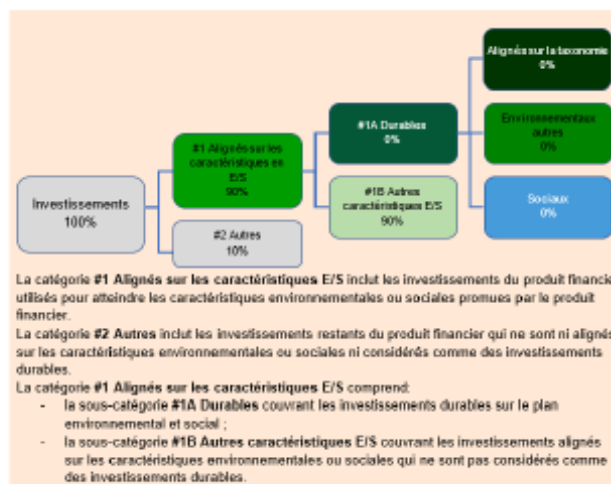 Alignés sur la taxonomie
0%
#1A Durables
0%
Environnementaux
autres
0%
#1 Alignés sur les
caractéristiques en
E/S
90%
Investissements
100%
#1B Autres
caractéristiques E/S
90%
Sociaux
0%
#2 Autres
10%
La catégorie #1 Alignés sur les caractéristiques E/S inclut les investissements du produit financie
utilisés pour atteindre les caractéristiques environnementales ou sociales promues par le produit
financier.
La catégorie #2 Autres inclut les investissements restants du produit financier qui ne sont ni alignés
sur les caractéristiques environnementales ou sociales ni considérés comme des investissements
durables.
La catégorie #1 Alignés sur les caractéristiques E/S comprend:
- la sous-catégorie #1A Durables couvrant les investissements durables sur le plan
environnemental et social ;
- la sous-catégorie #1B Autres caractéristiques E/S couvrant les investissements alignés
sur les caractéristiques environnementales ou sociales qui ne sont pas considérés comme
des investissements durables.